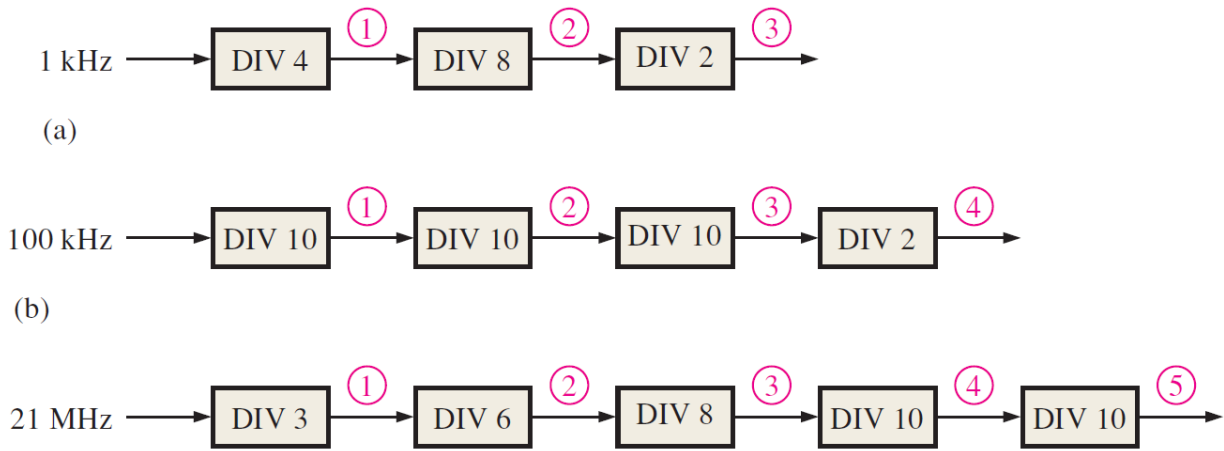 ① ② ③
1 kHz DIV 4 DIV 8 DIV 2
(a)
① ② ③ ④
100 kHz DIV 10 DIV 10 DIV 10 DIV 2
(b)
① ② ③ ④ ⑤
21 MHz DIV 3 DIV 6 DIV 8 DIV 10 DIV 10